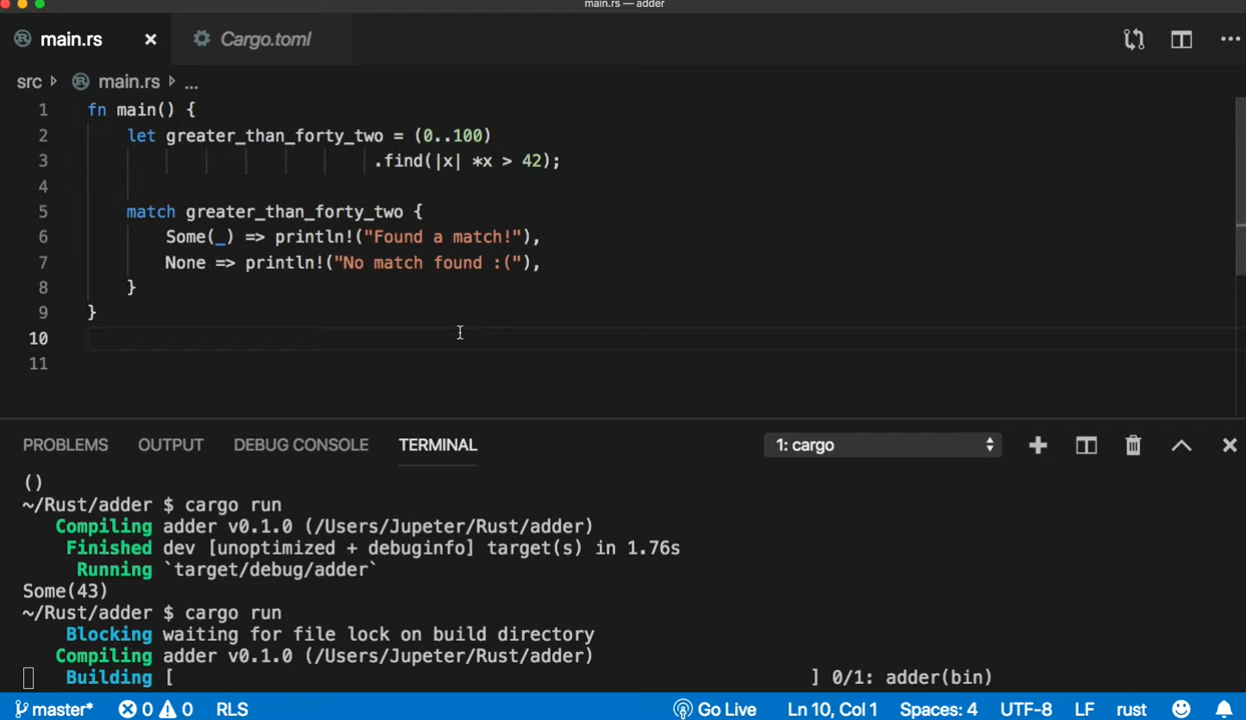 main.rs — adder
main.rs Cargo.toml
src main.rs ...
1 fn main() {
2 let greater_than_forty_two = (0..100)
3 .find(|x| *x > 42);
4
5 match greater_than_forty_two {
6 Some(_) => println!("Found a match!"),
7 None => println!("No match found :("),
8 }
9 }
10
11
PROBLEMS OUTPUT DEBUG CONSOLE TERMINAL 1: cargo
()
~/Rust/adder $ cargo run
Compiling adder v0.1.0 (/Users/Jupeter/Rust/adder)
Finished dev [unoptimized + debuginfo] target(s) in 1.76s
Running `target/debug/adder`
Some(43)
~/Rust/adder $ cargo run
Blocking waiting for file lock on build directory
Compiling adder v0.1.0 (/Users/Jupeter/Rust/adder)
Building [ ] 0/1: adder(bin)
master* 0 0 RLS Go Live Ln 10, Col 1 Spaces: 4 UTF-8 LF rust